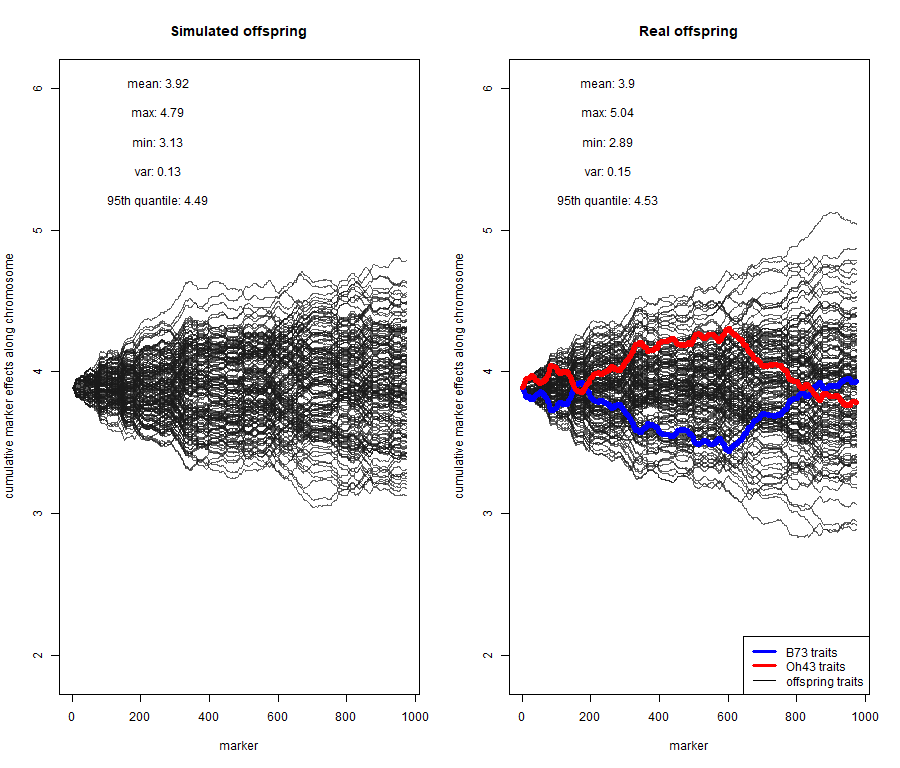 Simulated offspring
mean: 3.92
max: 4.79
min: 3.13
var: 0.13
95th quantile: 4.49
cumulative marker effects along chromosome
6
5
4
3
2
0 200 400 600 800 1000
marker
Real offspring
mean: 3.9
max: 5.04
min: 2.89
var: 0.15
95th quantile: 4.53
cumulative marker effects along chromosome
6
5
4
3
2
B73 traits
Oh43 traits
offspring traits
0 200 400 600 800 1000
marker